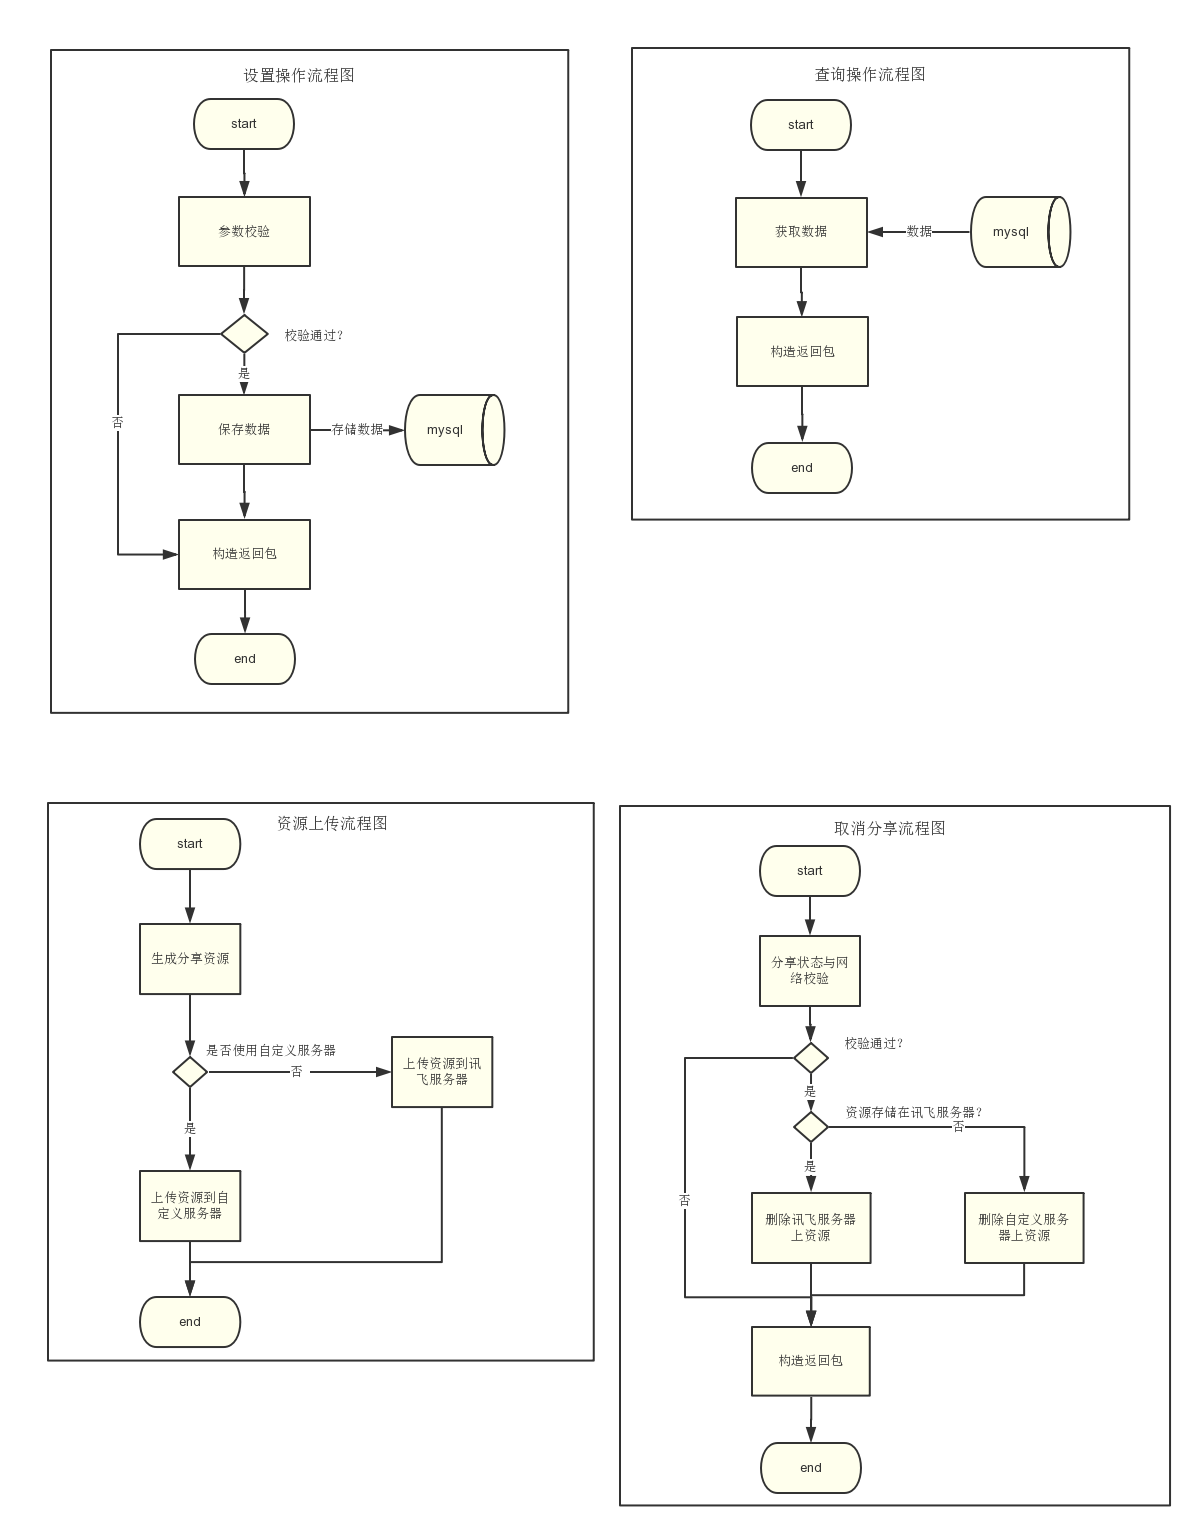 设置操作流程图
start
参数校验
校验通过?
是
否
保存数据
存储数据
mysql
构造返回包
end
查询操作流程图
start
获取数据
数据
mysql
构造返回包
end
资源上传流程图
start
生成分享资源
是否使用自定义服务器
否
上传资源到讯
飞服务器
是
上传资源到自
定义服务器
end
取消分享流程图
start
分享状态与网
络校验
校验通过?
是
资源存储在讯飞服务器?
否
是
否
删除讯飞服务器
上资源
删除自定义服务
器上资源
构造返回包
end